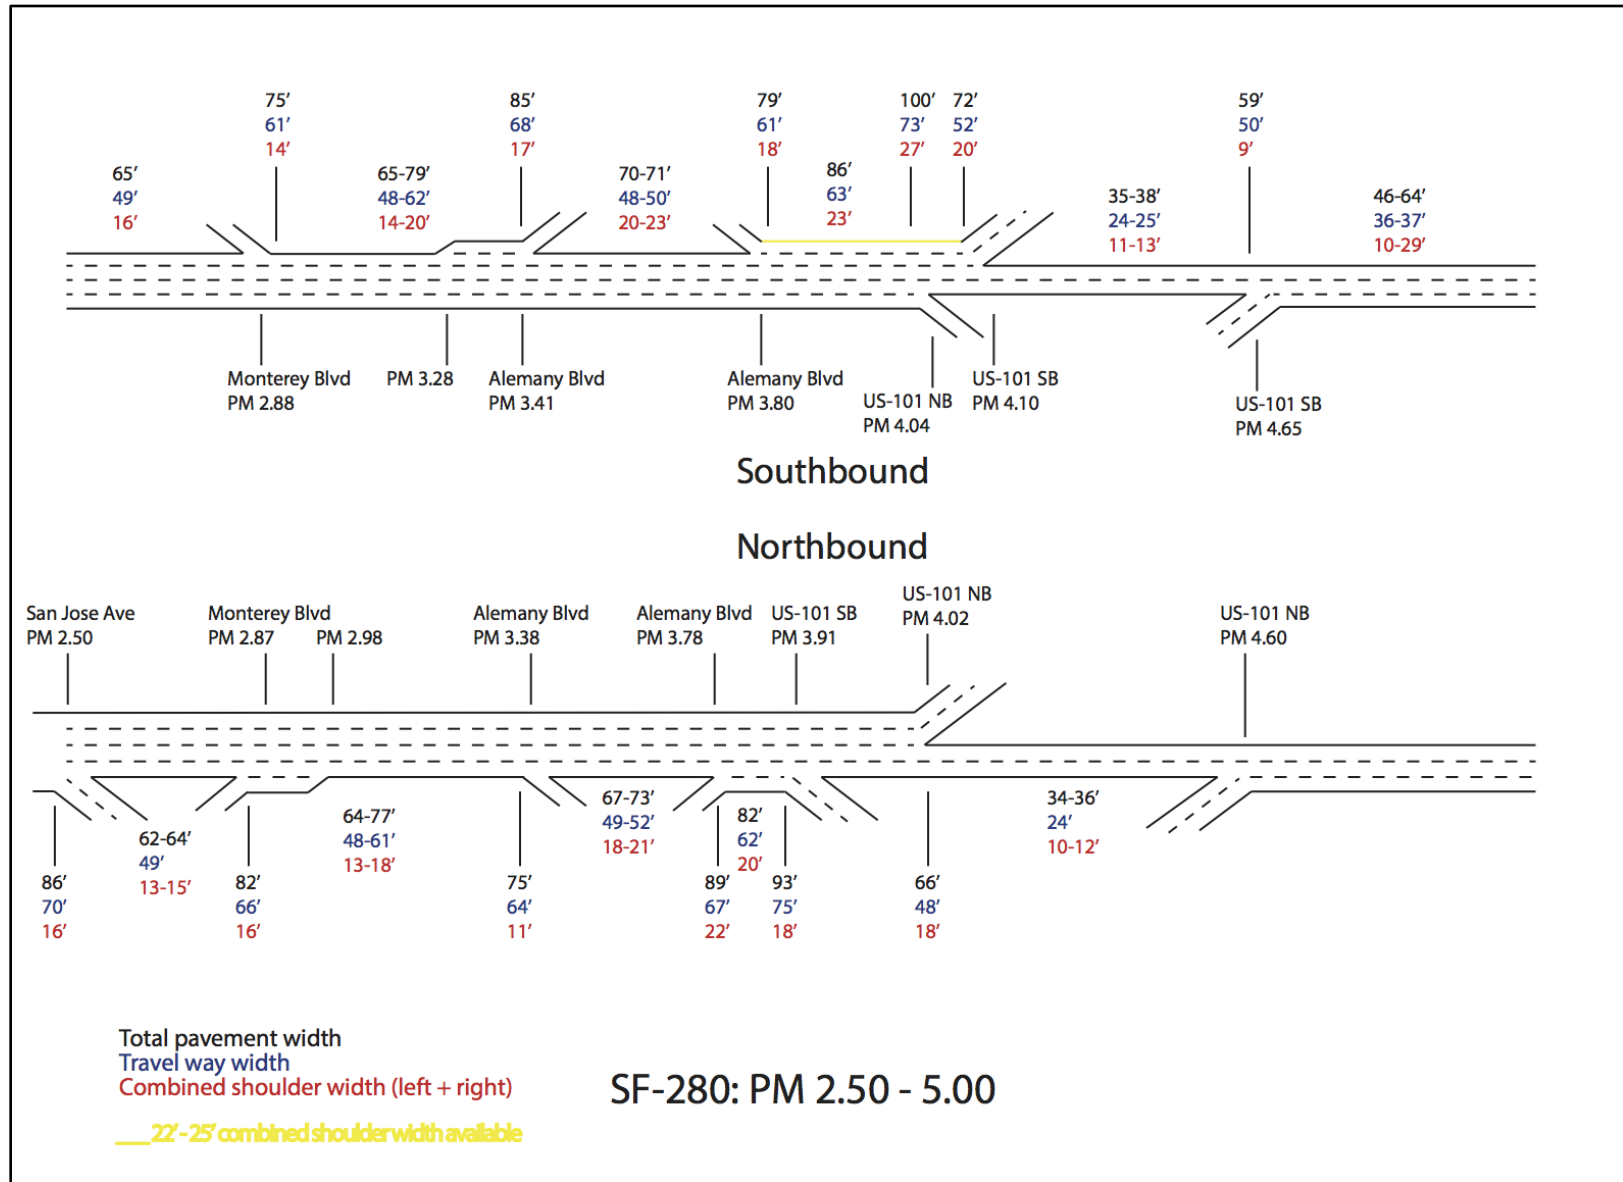 75’
61’
14’
85’
68’
17’
79’
61’
18’
100’
73’
27’
72’
52’
20’
59’
50’
9’
65’
49’
16’
65-79’
48-62’
14-20’
70-71’
48-50’
20-23’
86’
63’
23’
35-38’
24-25’
11-13’
46-64’
36-37’
10-29’
Monterey Blvd
PM 2.88
PM 3.28
Alemany Blvd
PM 3.41
Alemany Blvd
PM 3.80
US-101 NB
PM 4.04
US-101 SB
PM 4.10
US-101 SB
PM 4.65
Southbound
Northbound
San Jose Ave
PM 2.50
Monterey Blvd
PM 2.87
PM 2.98
Alemany Blvd
PM 3.38
Alemany Blvd
PM 3.78
US-101 SB
PM 3.91
US-101 NB
PM 4.02
US-101 NB
PM 4.60
86’
70’
16’
62-64’
49’
13-15’
82’
66’
16’
64-77’
48-61’
13-18’
75’
64’
11’
67-73’
49-52’
18-21’
89’
67’
22’
82’
62’
20’
93’
75’
18’
66’
48’
18’
34-36’
24’
10-12’
Total pavement width
Travel way width
Combined shoulder width (left + right)
___ 22’ - 25’ combined shoulder width available
SF-280: PM 2.50 - 5.00